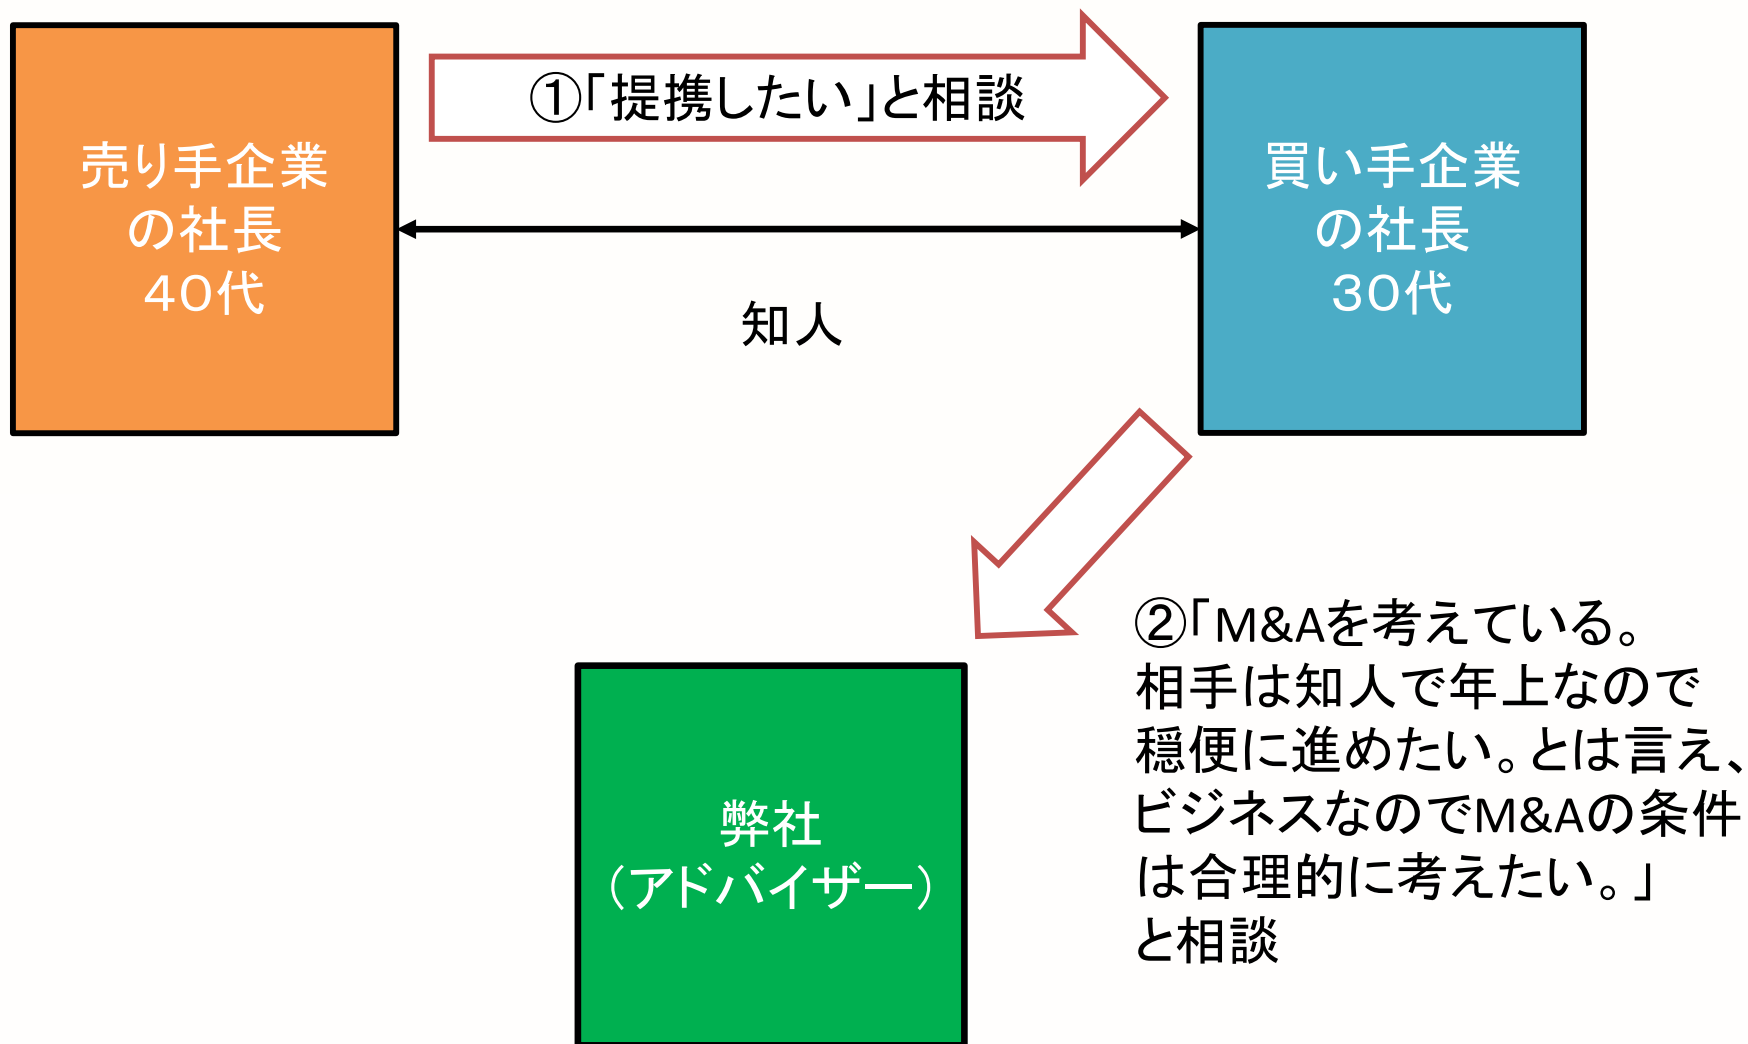 売り手企業
の社長
４０代
①「提携したい」と相談
買い手企業
の社長
３０代
知人
②「M&Aを考えている。
相手は知人で年上なので
穏便に進めたい。とは言え、
ビジネスなのでM&Aの条件
は合理的に考えたい。」
と相談
弊社
（アドバイザー）